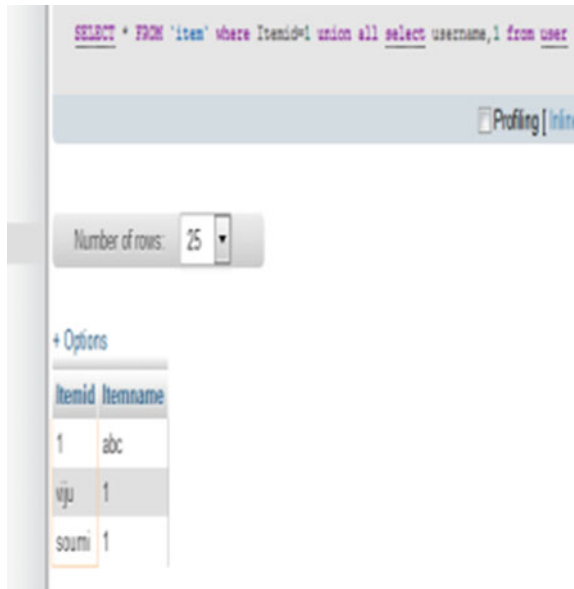 SELECT * FROM `item` where Itemid=1 union all select username,1 from user
Profiling [ Inline
Number of rows: 25
+ Options
Itemid Itemname
1 abc
viju 1
soumi 1